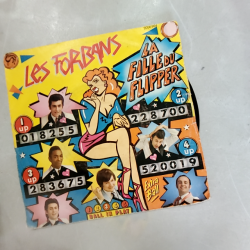 LES FORBANS
LA
FILLE DU
FLIPPER
1 up
018255
2 up
228700
3 up
283675
4 up
520019
BALL IN PLAY